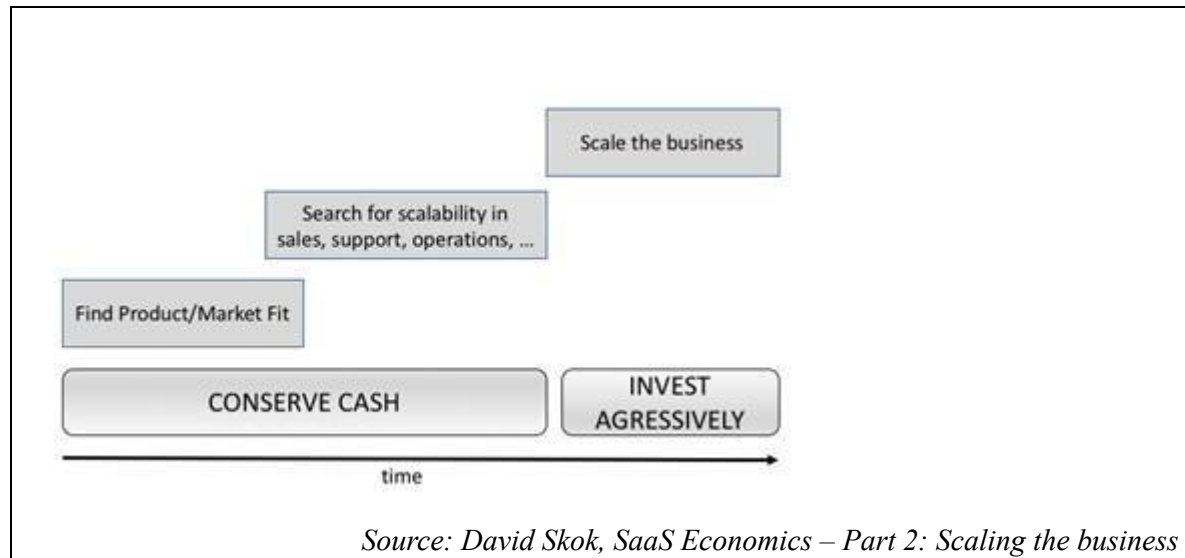 Scale the business
Search for scalability in
sales, support, operations, ...
Find Product/Market Fit
CONSERVE CASH
INVEST
AGRESSIVELY
time
Source: David Skok, SaaS Economics – Part 2: Scaling the business